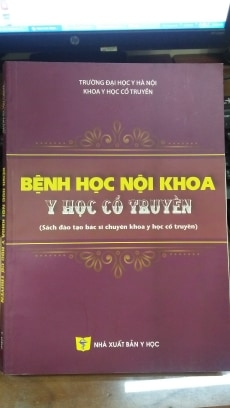 TRƯỜNG ĐẠI HỌC Y HÀ NỘI
KHOA Y HỌC CỔ TRUYỀN
BỆNH HỌC NỘI KHOA
Y HỌC CỔ TRUYỀN
(Sách đào tạo bác sĩ chuyên khoa y học cổ truyền)
NHÀ XUẤT BẢN Y HỌC